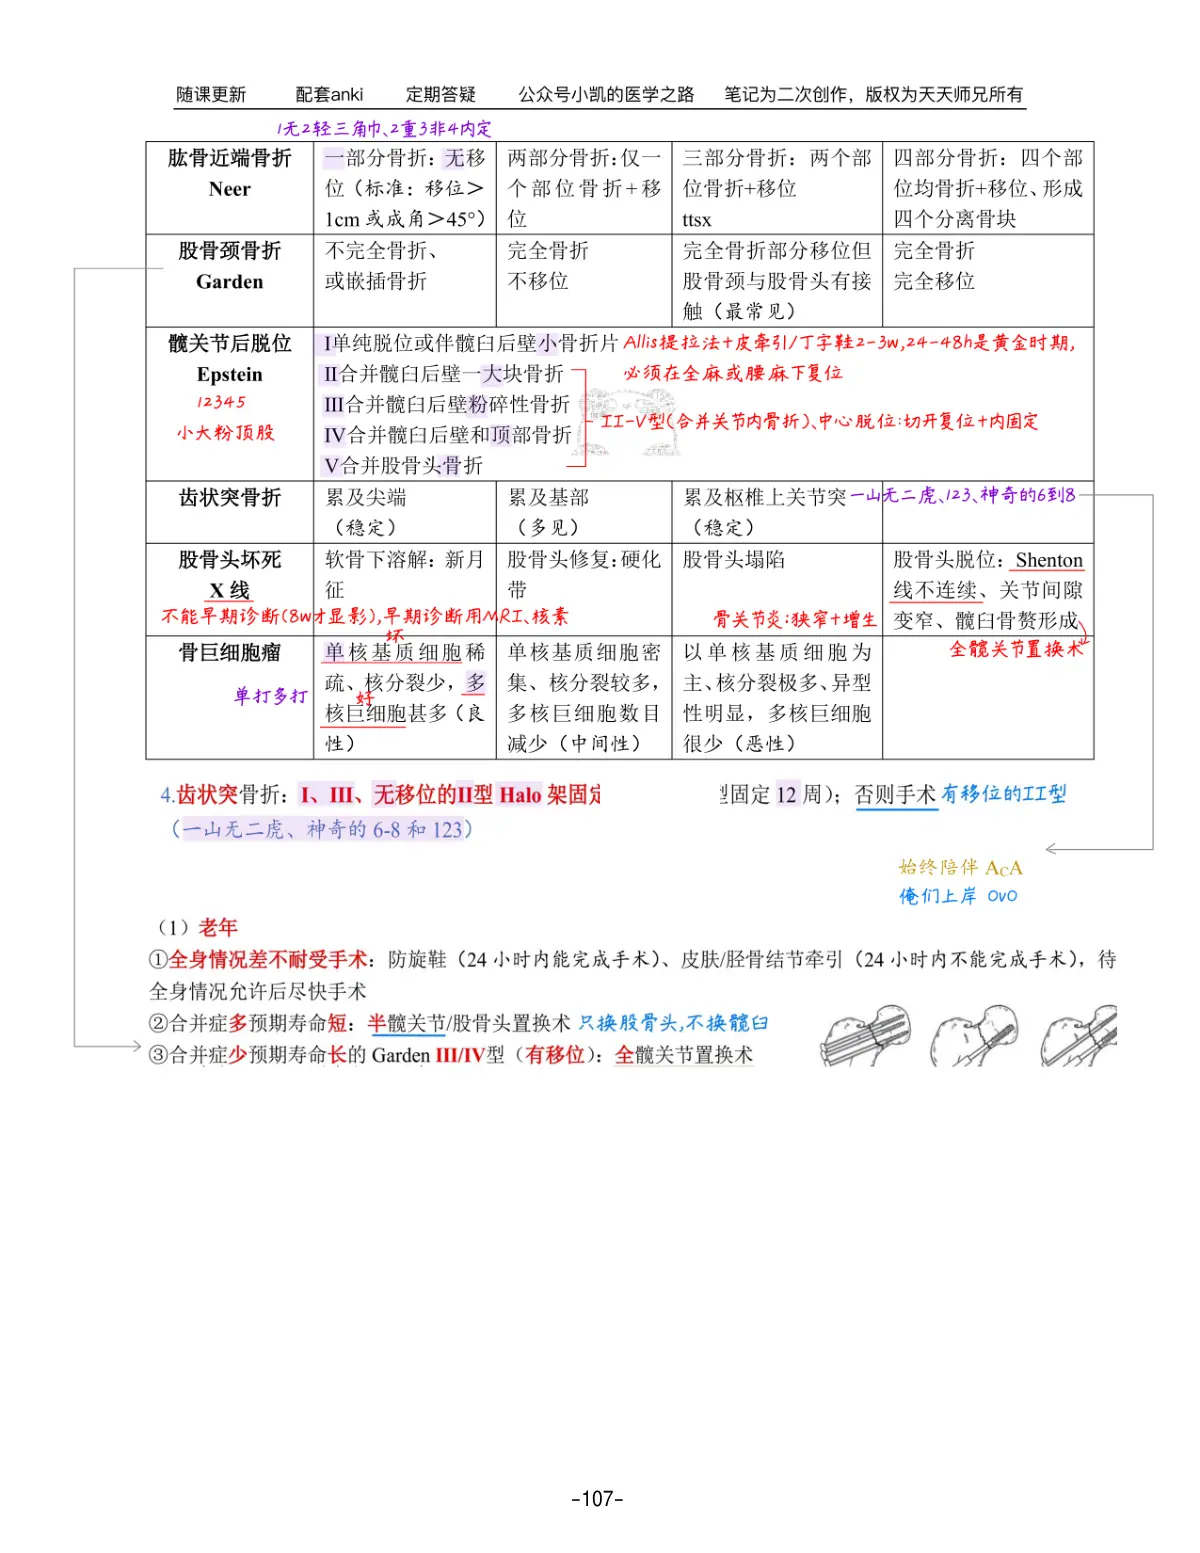 随课更新 配套anki 定期答疑 公众号小凯的医学之路 笔记为二次创作，版权为天天师兄所有
1无2轻三角巾、2重3非4内定
肱骨近端骨折 一部分骨折：无移 两部分骨折：仅一 三部分骨折：两个部 四部分骨折：四个部
Neer 位（标准：移位＞ 个部位骨折+移 位骨折+移位 位均骨折+移位、形成
1cm 或成角＞45°） 位 ttsx 四个分离骨块
股骨颈骨折 不完全骨折、 完全骨折 完全骨折部分移位但 完全骨折
Garden 或嵌插骨折 不移位 股骨颈与股骨头有接 完全移位
触（最常见）
髋关节后脱位 I单纯脱位或伴髋臼后壁小骨折片 Allis提拉法+皮牵引/丁字鞋2-3w,24-48h是黄金时期,
Epstein II合并髋臼后壁一大块骨折 必须在全麻或腰麻下复位
12345 III合并髋臼后壁粉碎性骨折
II-V型(合并关节内骨折)、中心脱位:切开复位+内固定
小大粉顶股 IV合并髋臼后壁和顶部骨折
V合并股骨头骨折
齿状突骨折 累及尖端 累及基部 累及枢椎上关节突 一山无二虎、123、神奇的6到8
（稳定） （多见） （稳定）
股骨头坏死 软骨下溶解：新月 股骨头修复：硬化 股骨头塌陷 股骨头脱位：Shenton
X 线 征 带 线不连续、关节间隙
不能早期诊断(8w才显影),早期诊断用MRI、核素 骨关节炎:狭窄+增生 变窄、髋臼骨赘形成
坏
骨巨细胞瘤 单核基质细胞稀 单核基质细胞密 以单核基质细胞为 全髋关节置换术
单打多打 疏、核分裂少，多 集、核分裂较多， 主、核分裂极多、异型
好
核巨细胞甚多（良 多核巨细胞数目 性明显，多核巨细胞
性） 减少（中间性） 很少（恶性）
4.齿状突骨折：I、III、无移位的II型 Halo 架固定 型固定 12 周）；否则手术 有移位的II型
（一山无二虎、神奇的 6-8 和 123）
始终陪伴 ACA
俺们上岸 OvO
（1）老年
①全身情况差不耐受手术：防旋鞋（24 小时内能完成手术）、皮肤/胫骨结节牵引（24 小时内不能完成手术），待
全身情况允许后尽快手术
②合并症多预期寿命短：半髋关节/股骨头置换术 只换股骨头,不换髋臼
③合并症少预期寿命长的 Garden III/IV型（有移位）：全髋关节置换术
-107-